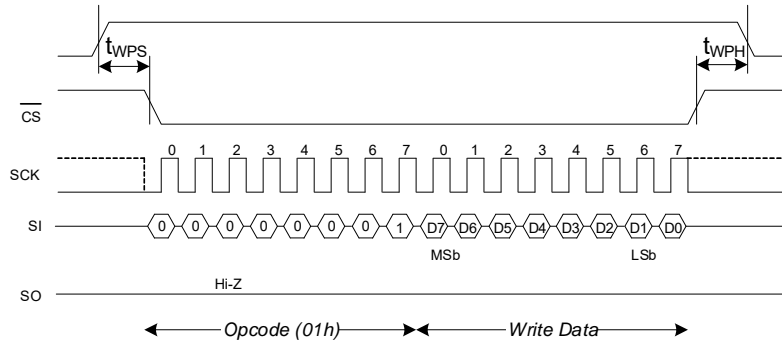 tWPS
tWPH
CS
0 1 2 3 4 5 6 7 0 1 2 3 4 5 6 7
SCK
SI 0 0 0 0 0 0 0 1 D7 D6 D5 D4 D3 D2 D1 D0
MSb LSb
Hi-Z
SO
Opcode (01h) Write Data